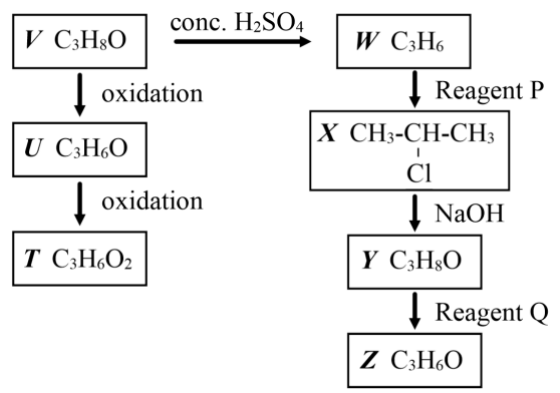 V C₃H₈O
conc. H₂SO₄
W C₃H₆
oxidation
Reagent P
U C₃H₆O
X CH₃-CH-CH₃
Cl
oxidation
NaOH
T C₃H₆O₂
Y C₃H₈O
Reagent Q
Z C₃H₆O